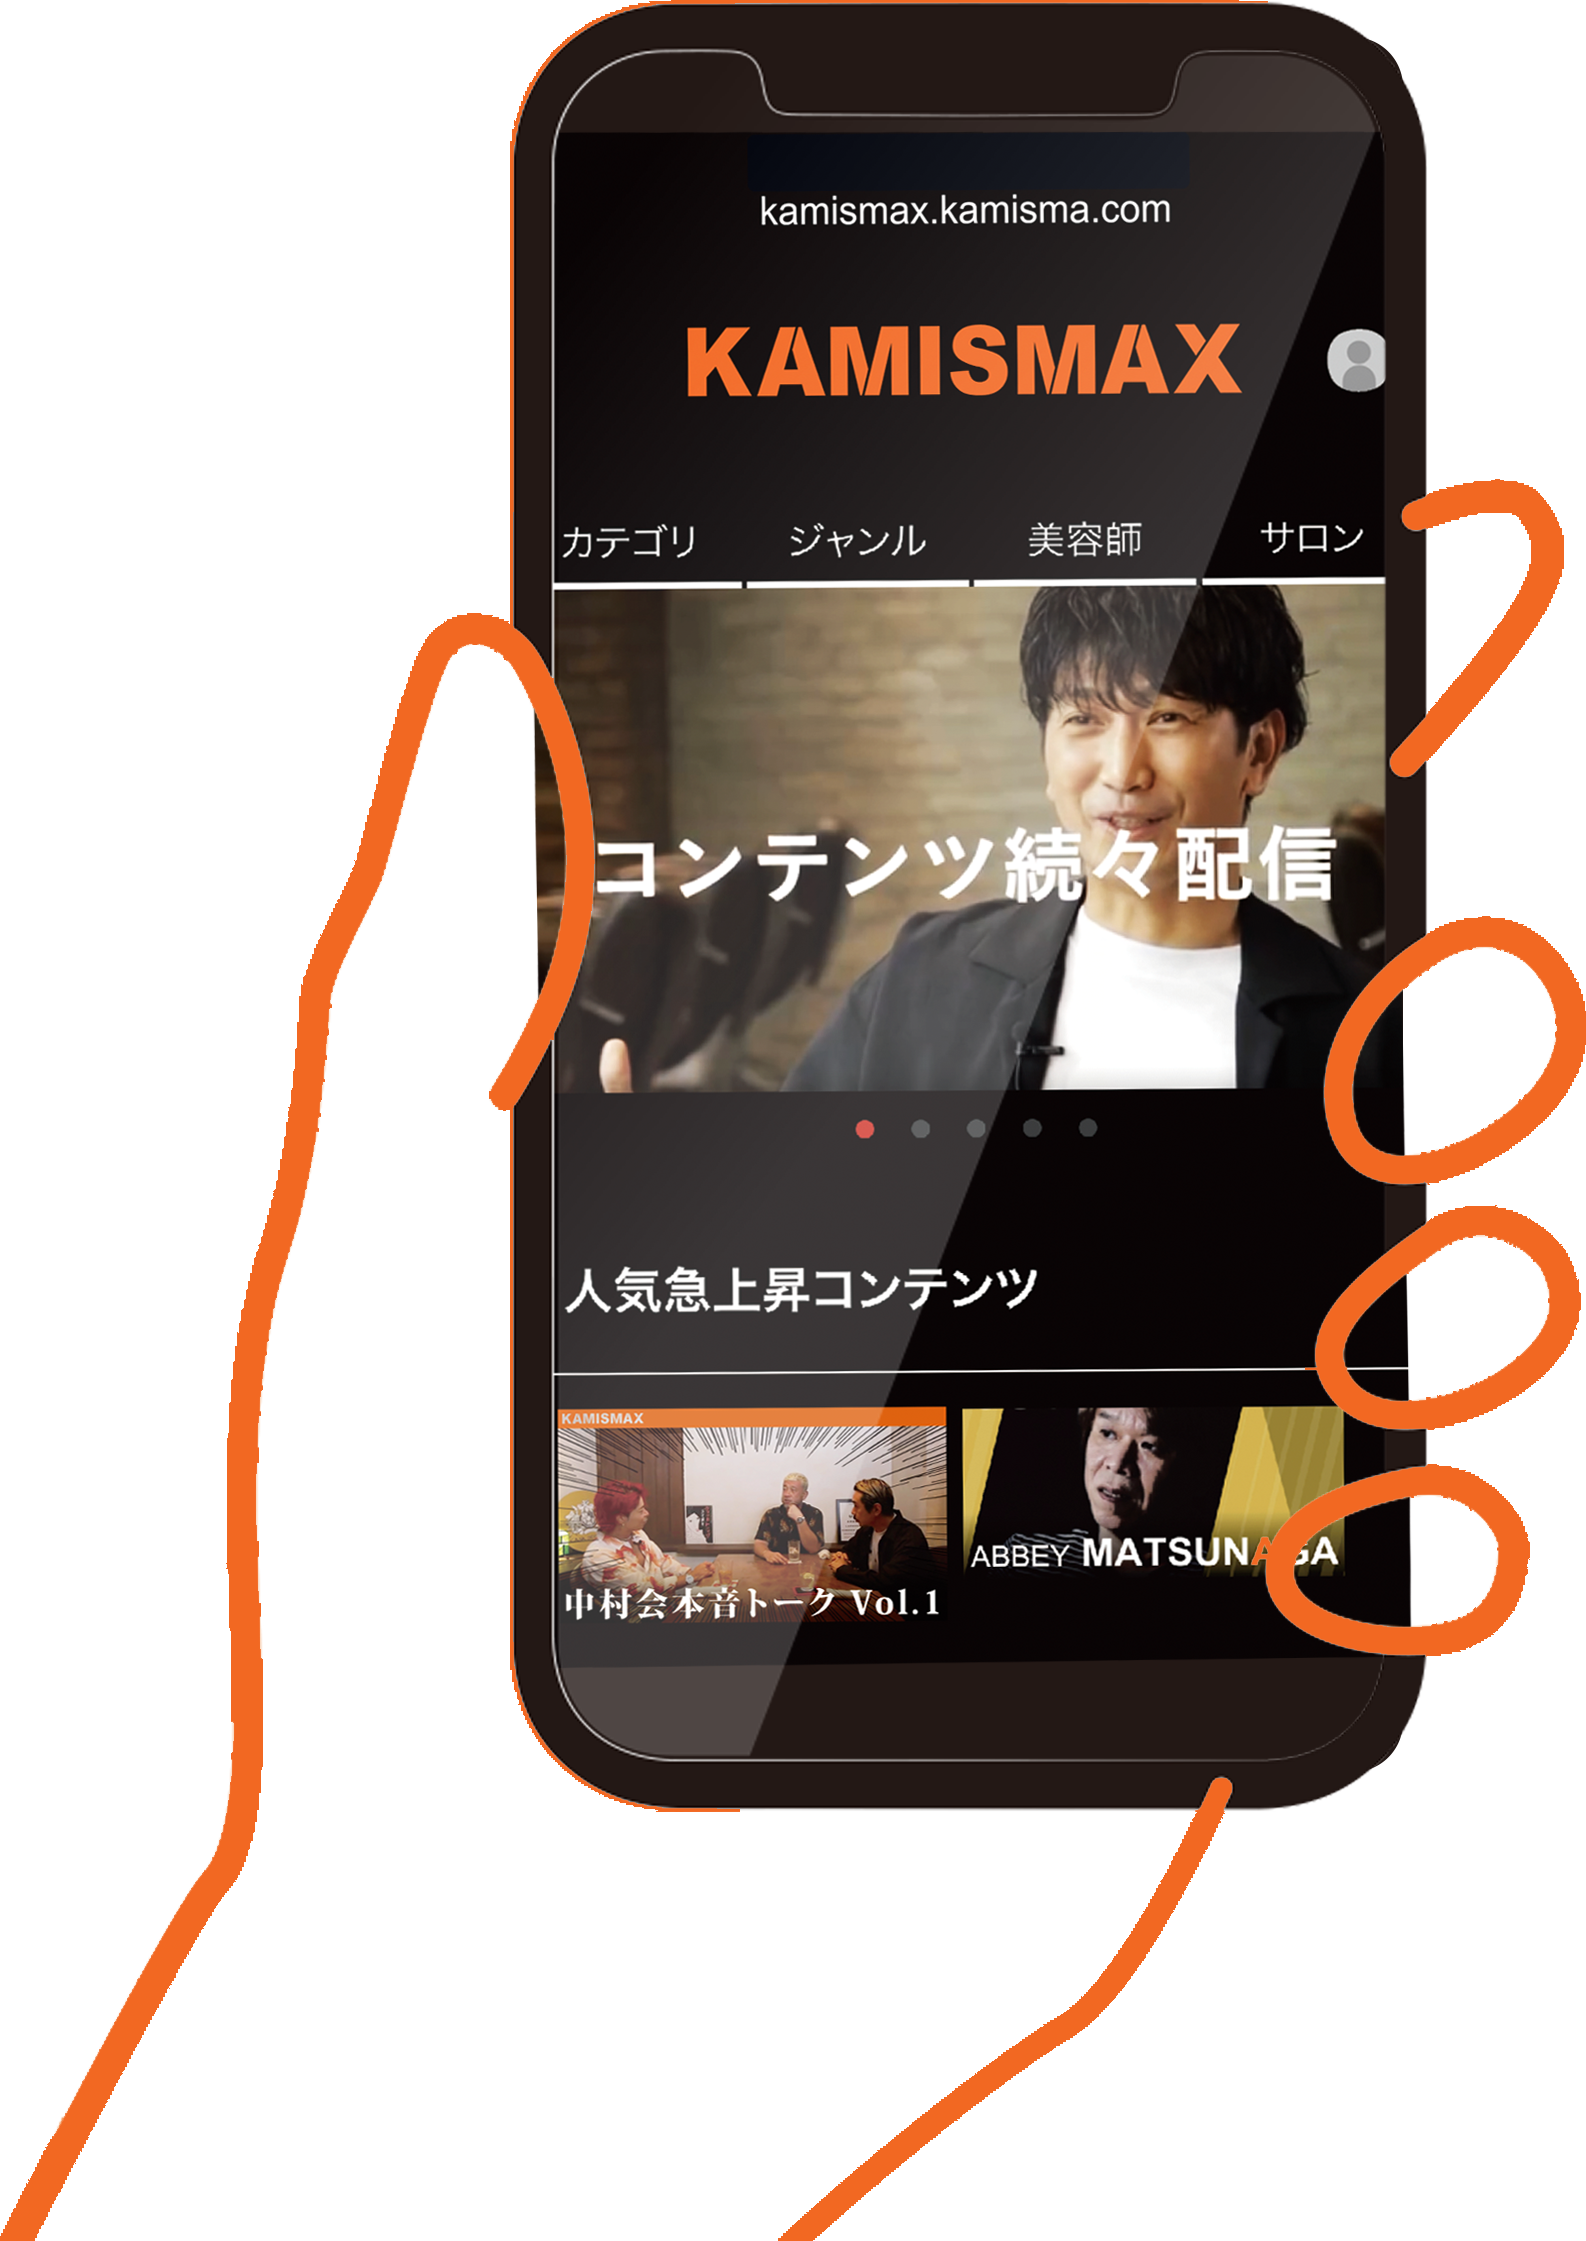 kamismax.kamisma.com
KAMISMAX
カテゴリ ジャンル 美容師 サロン
コンテンツ続々配信
人気急上昇コンテンツ
KAMISMAX
中村会本音トーク Vol.1
ABBEY MATSUNAGA